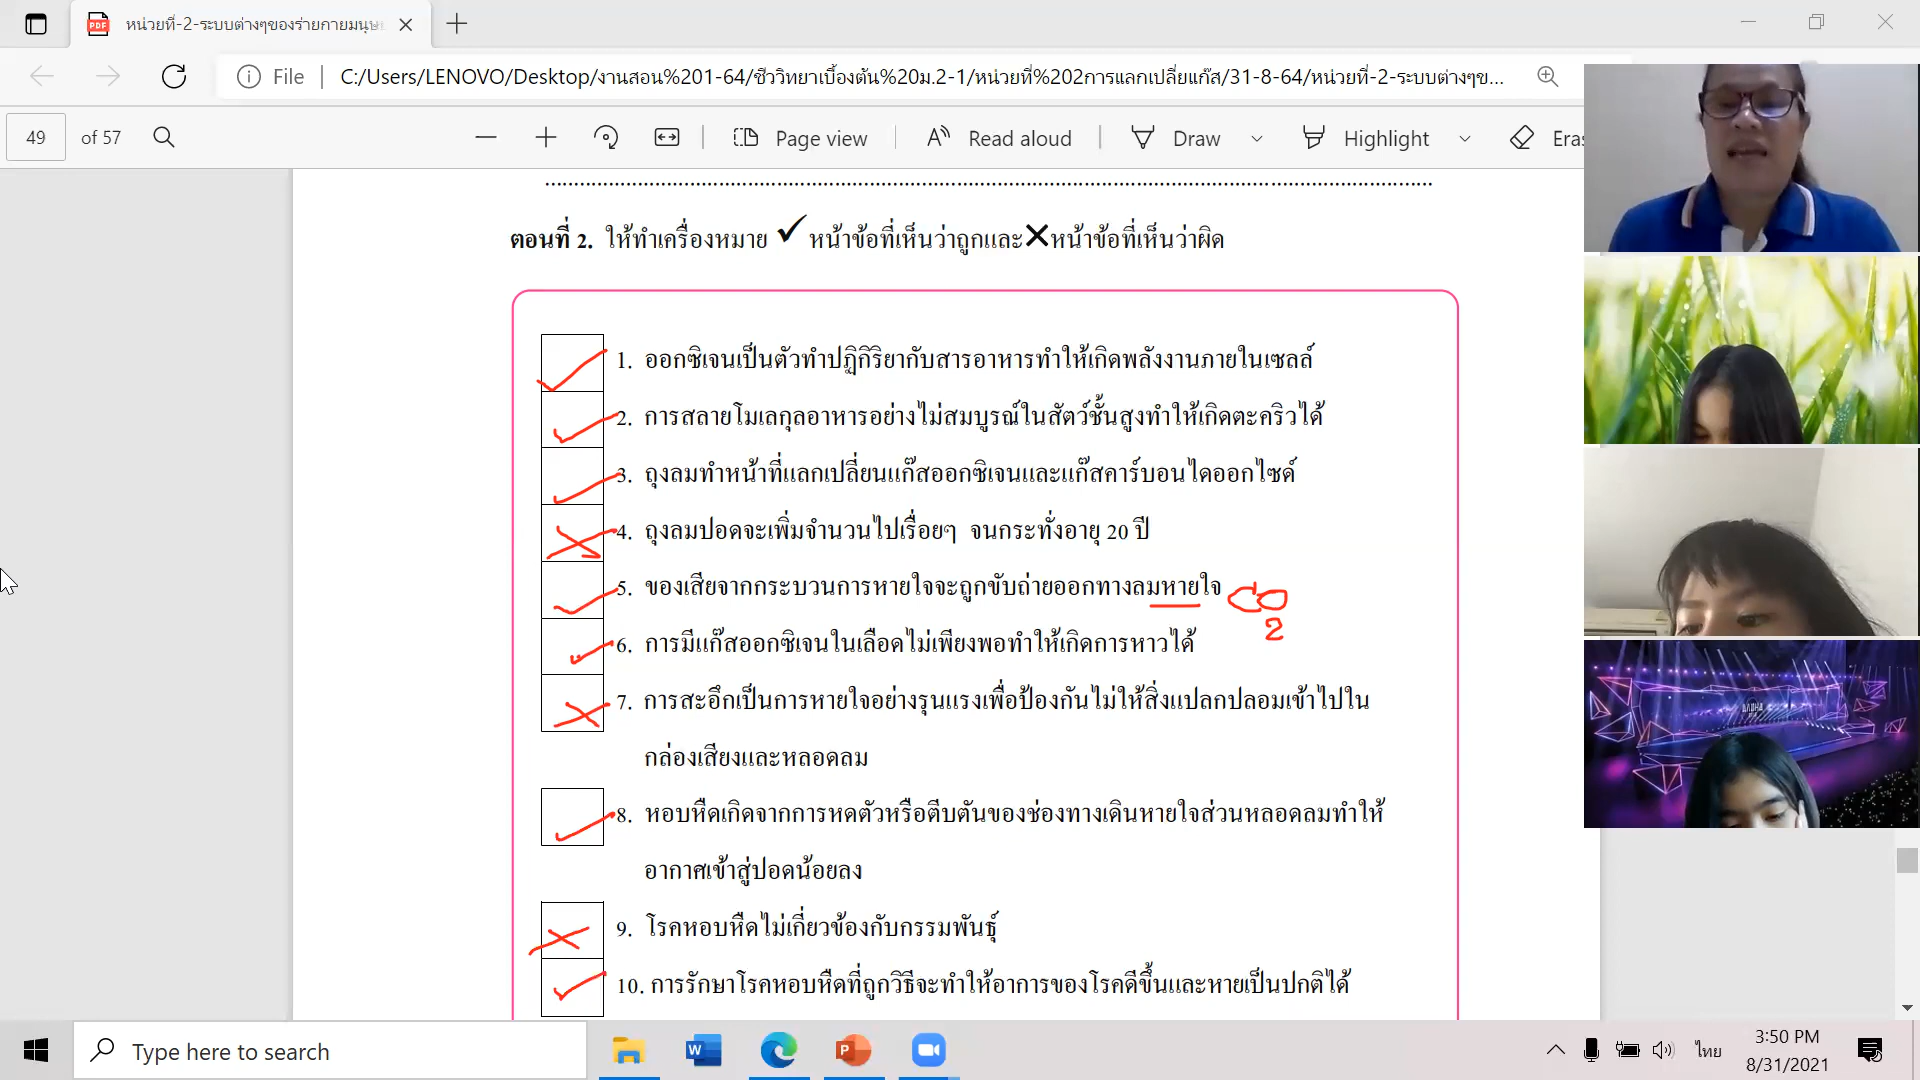 หน่วยที่-2-ระบบต่างๆของร่ายกายมนุษ
File
C:/Users/LENOVO/Desktop/งานสอน%201-64/ชีววิทยาเบื้องต้น%20ม.2-1/หน่วยที่%202การแลกเปลี่ยแก๊ส/31-8-64/หน่วยที่-2-ระบบต่างๆข...
49 of 57
Page view
Read aloud
Draw
Highlight
Eras
ตอนที่ 2. ให้ทำเครื่องหมาย ✓ หน้าข้อที่เห็นว่าถูกและ ✕ หน้าข้อที่เห็นว่าผิด
1. ออกซิเจนเป็นตัวทำปฏิกิริยากับสารอาหารทำให้เกิดพลังงานภายในเซลล์
2. การสลายโมเลกุลอาหารอย่างไม่สมบูรณ์ในสัตว์ชั้นสูงทำให้เกิดตะคริวได้
3. ถุงลมทำหน้าที่แลกเปลี่ยนแก๊สออกซิเจนและแก๊สคาร์บอนไดออกไซด์
4. ถุงลมปอดจะเพิ่มจำนวนไปเรื่อยๆ จนกระทั่งอายุ 20 ปี
5. ของเสียจากกระบวนการหายใจจะถูกขับถ่ายออกทางลมหายใจ CO2
6. การมีแก๊สออกซิเจนในเลือดไม่เพียงพอทำให้เกิดการหาวได้
7. การสะอึกเป็นการหายใจอย่างรุนแรงเพื่อป้องกันไม่ให้สิ่งแปลกปลอมเข้าไปใน
กล่องเสียงและหลอดลม
8. หอบหืดเกิดจากการหดตัวหรือตีบตันของช่องทางเดินหายใจส่วนหลอดลมทำให้
อากาศเข้าสู่ปอดน้อยลง
9. โรคหอบหืดไม่เกี่ยวข้องกับกรรมพันธุ์
10. การรักษาโรคหอบหืดที่ถูกวิธีจะทำให้อาการของโรคดีขึ้นและหายเป็นปกติได้
Type here to search
ไทย
3:50 PM
8/31/2021